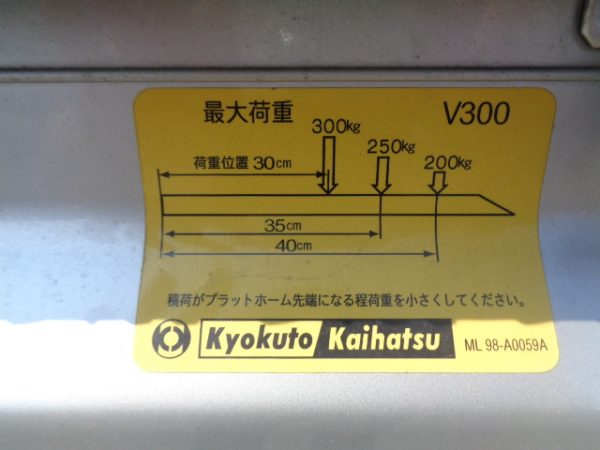 最大荷重 V300
300kg
250kg
200kg
荷重位置 30cm
35cm
40cm
積荷がプラットホーム先端になる程荷重を小さくしてください。
Kyokuto Kaihatsu ML 98-A0059A